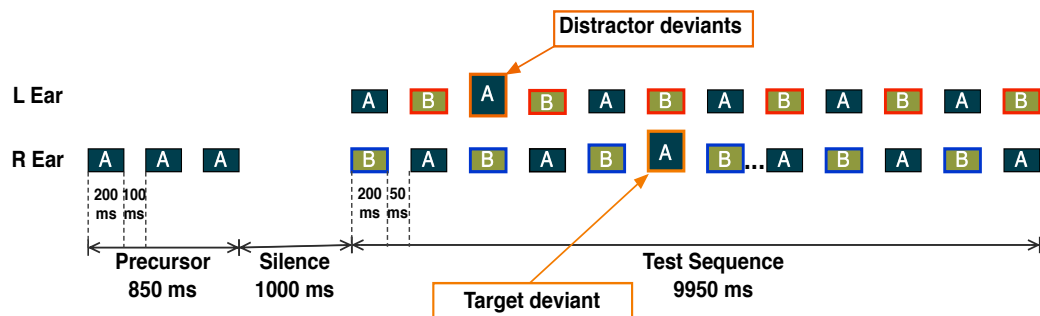 Distractor deviants
L Ear A B A B A B A B A B A B
R Ear A A A B A B A B A B ... A B A B A
200 ms 100 ms 200 ms 50 ms
Precursor Silence Test Sequence
850 ms 1000 ms 9950 ms
Target deviant